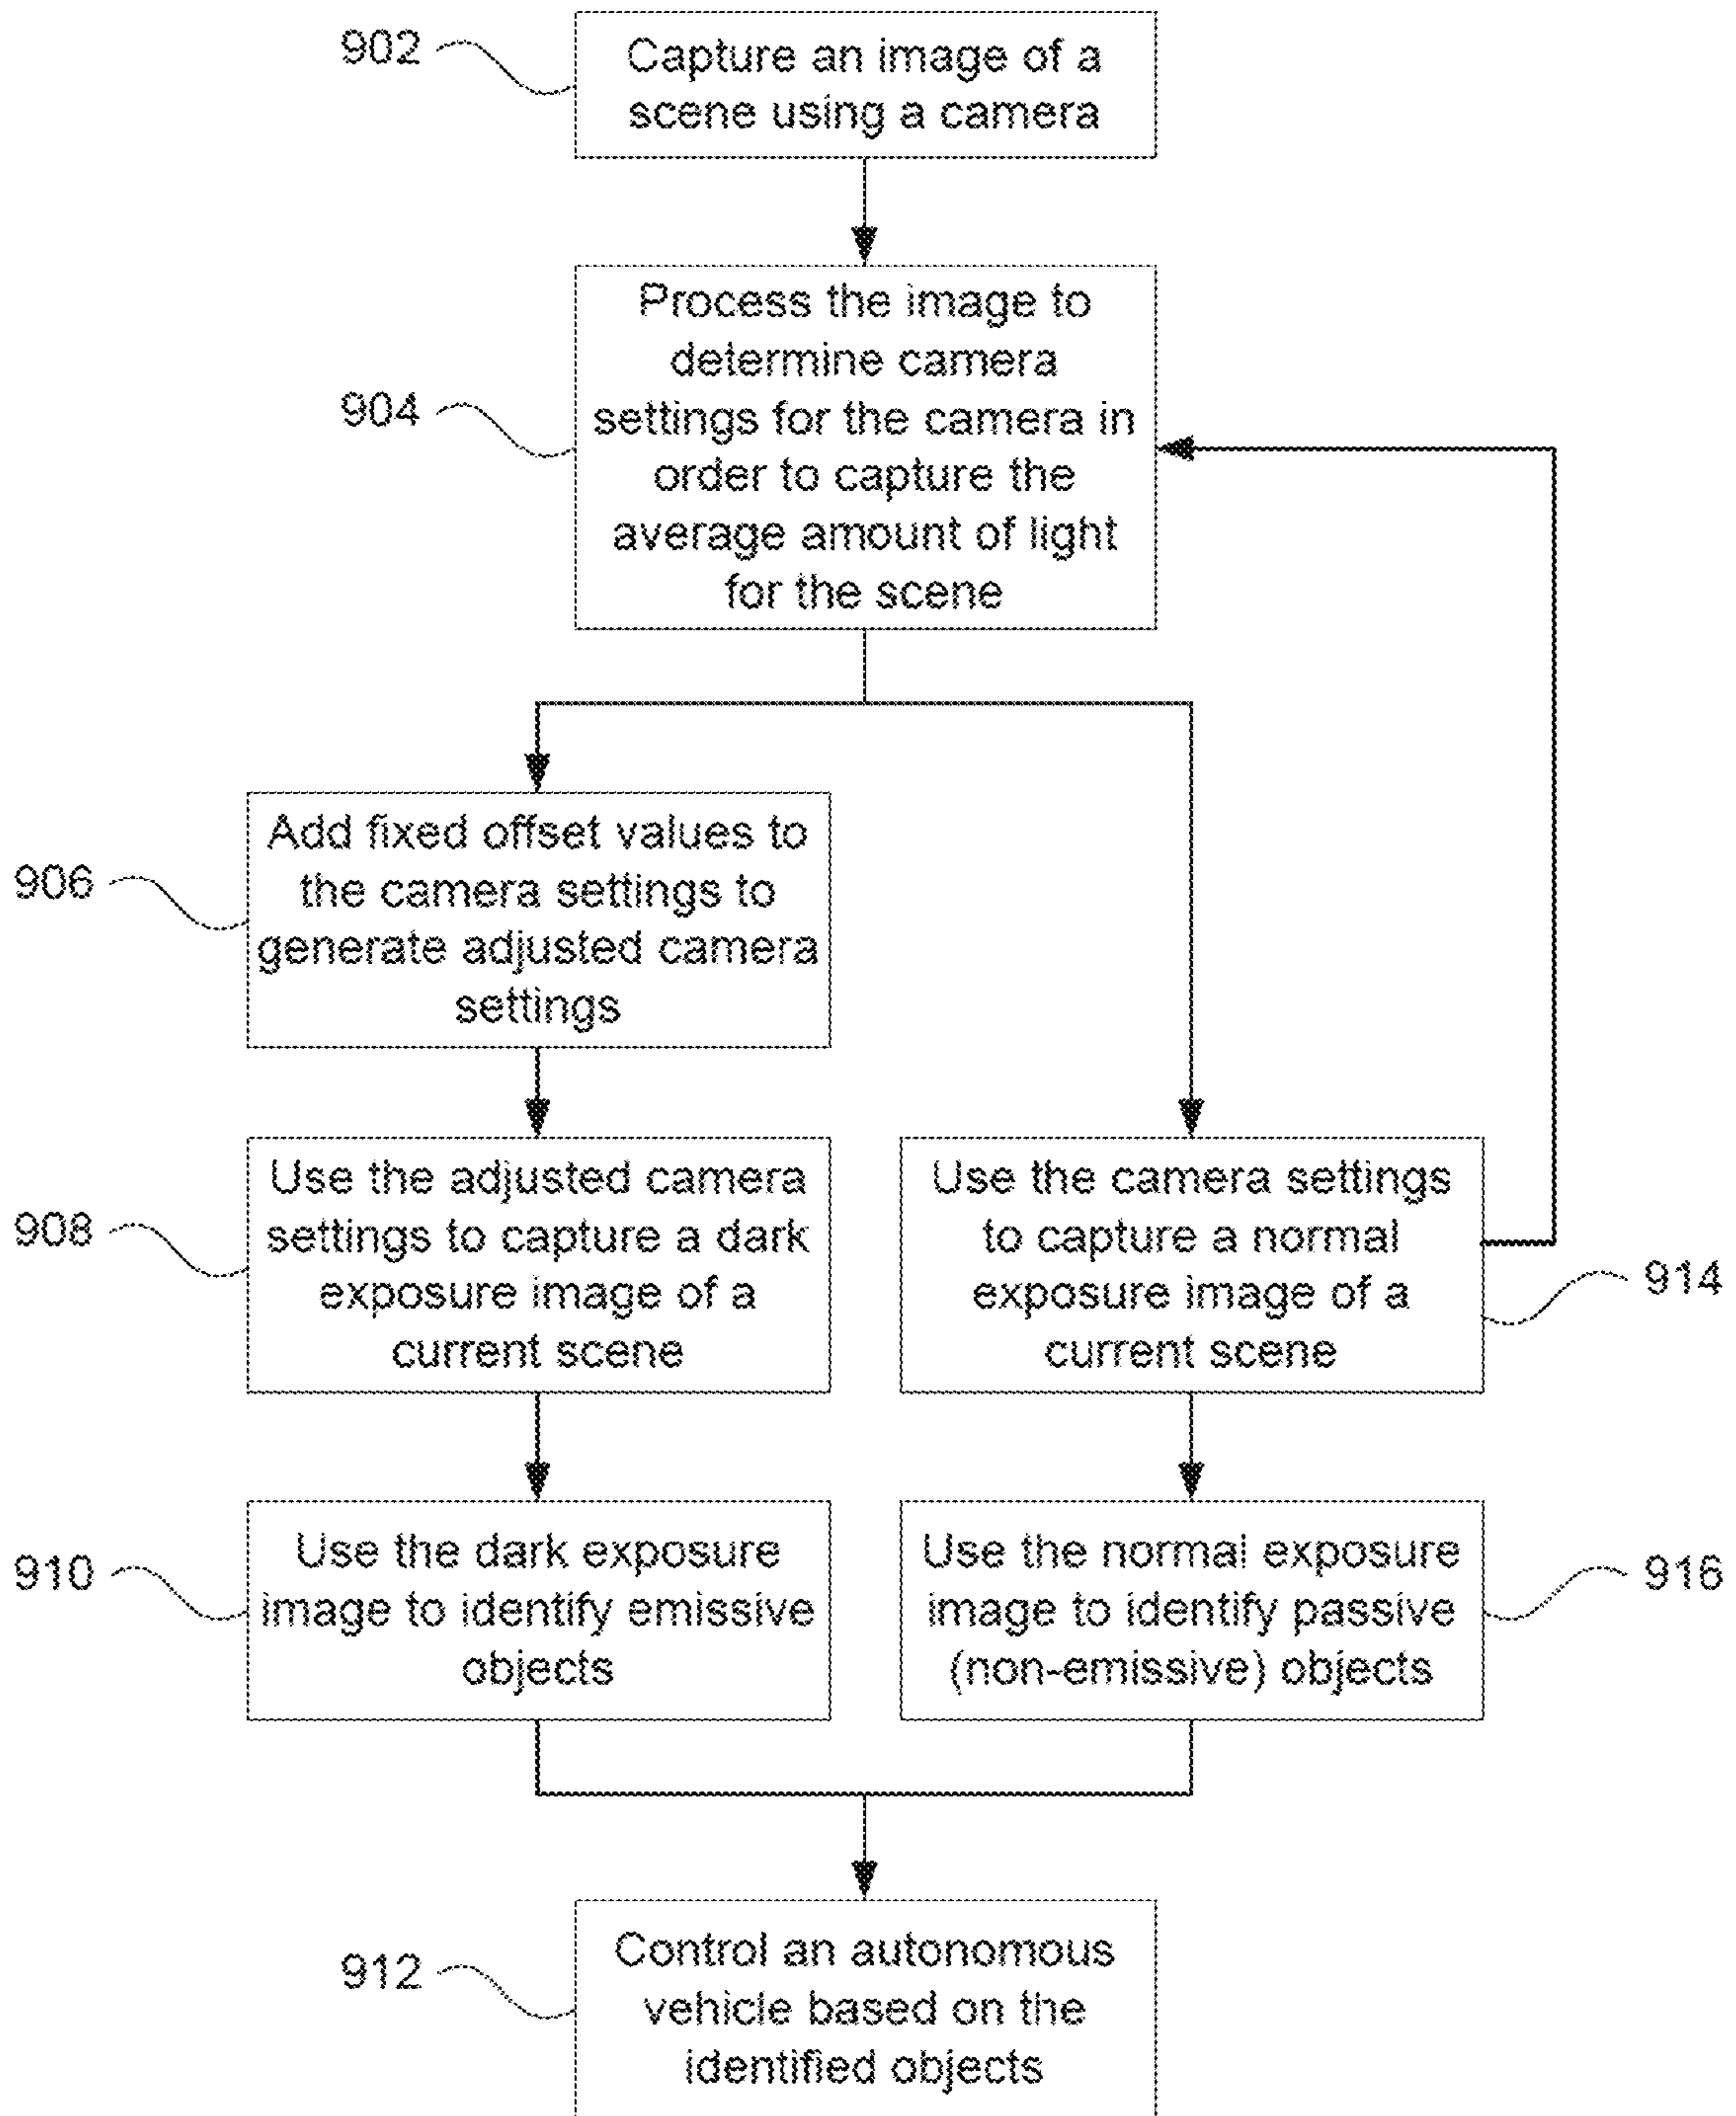 902
Capture an image of a
scene using a camera
904
Process the image to
determine camera
settings for the camera in
order to capture the
average amount of light
for the scene
906
Add fixed offset values to
the camera settings to
generate adjusted camera
settings
908
Use the adjusted camera
settings to capture a dark
exposure image of a
current scene
Use the camera settings
to capture a normal
exposure image of a
current scene
914
910
Use the dark exposure
image to identify emissive
objects
Use the normal exposure
image to identify passive
(non-emissive) objects
916
912
Control an autonomous
vehicle based on the
identified objects